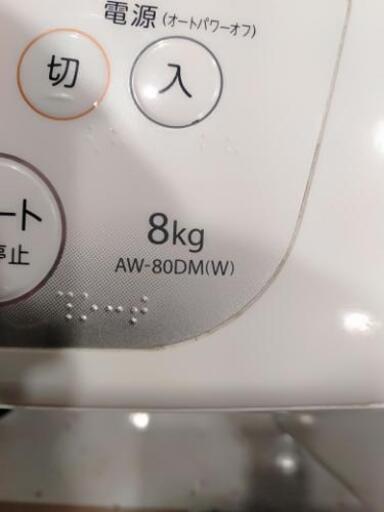 電源(オートパワーオフ)
切 入
ート
停止
8kg
AW-80DM(W)